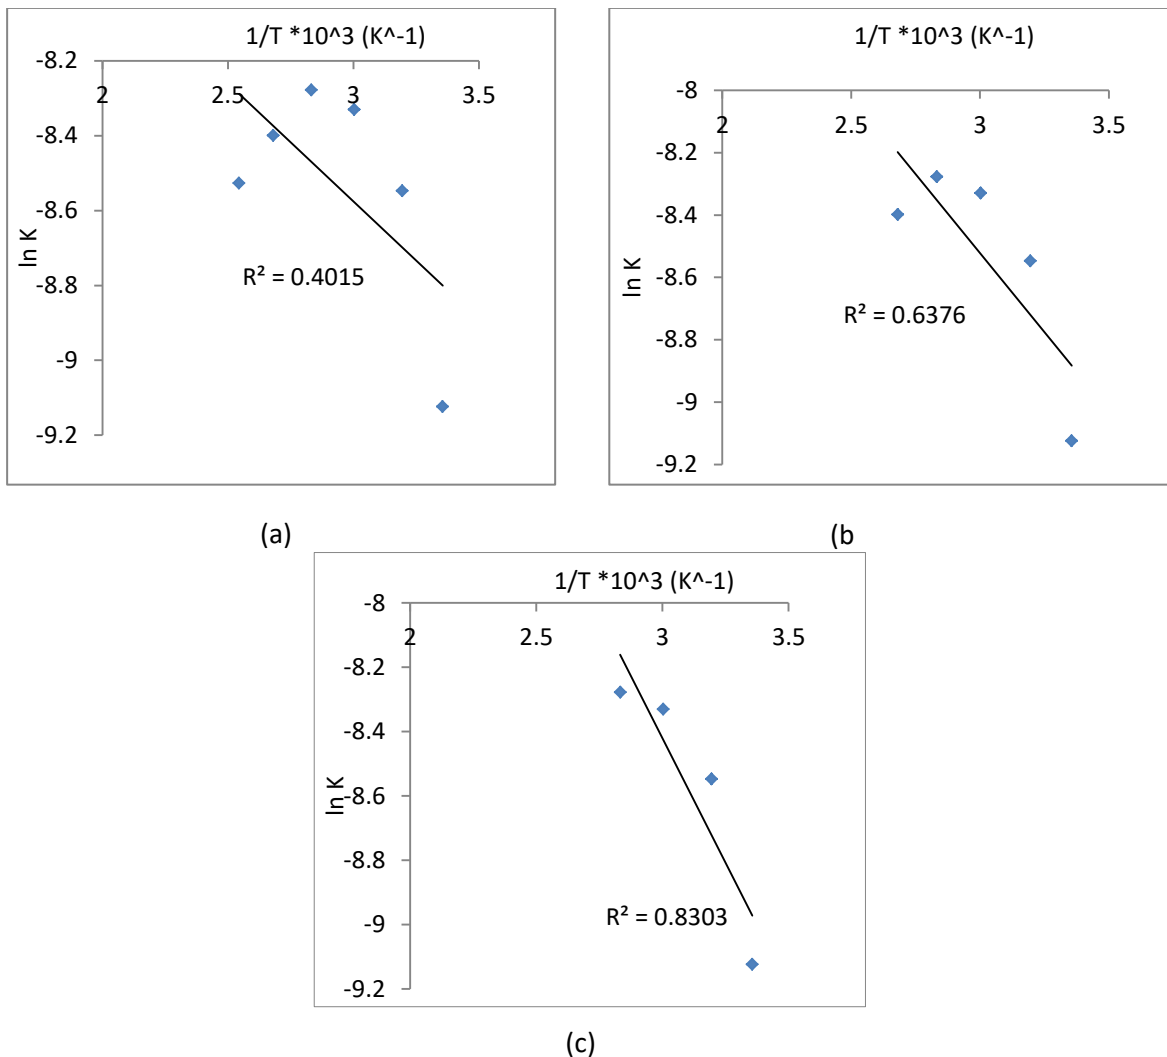 1/T *10^3 (K^-1)
-8.2
2 2.5 3 3.5
-8.4
-8.6
ln K
R² = 0.4015
-8.8
-9
-9.2
(a)
1/T *10^3 (K^-1)
-8
2 2.5 3 3.5
-8.2
-8.4
-8.6
ln K
R² = 0.6376
-8.8
-9
-9.2
(b
1/T *10^3 (K^-1)
-8
2 2.5 3 3.5
-8.2
-8.4
-8.6
ln K
-8.8
R² = 0.8303
-9
-9.2
(c)